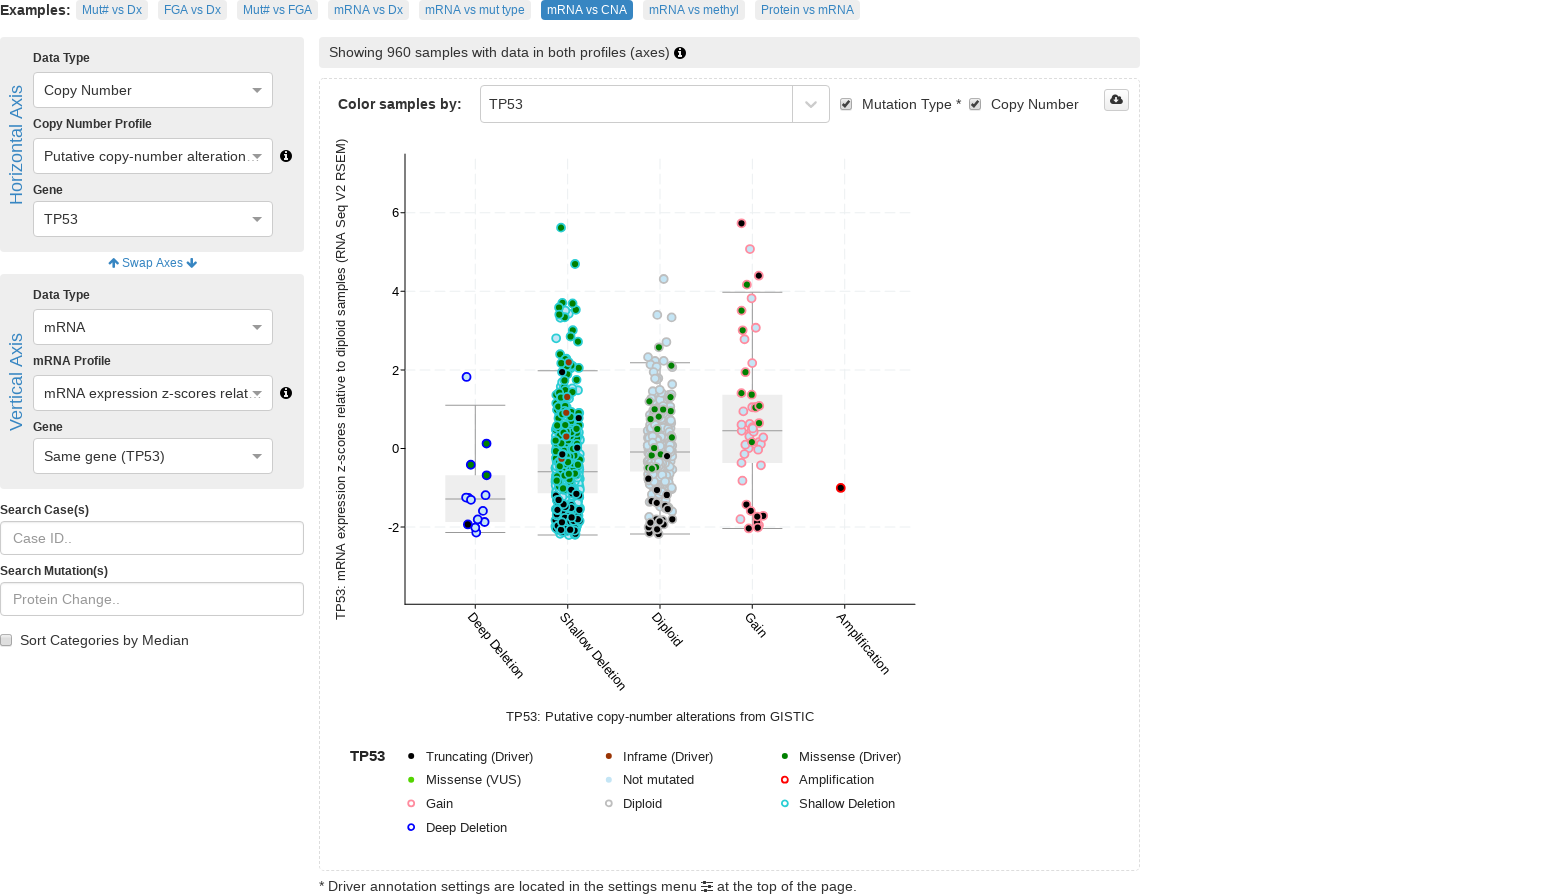 Examples: Mut# vs Dx FGA vs Dx Mut# vs FGA mRNA vs Dx mRNA vs mut type mRNA vs CNA mRNA vs methyl Protein vs mRNA
Horizontal Axis
Data Type
Copy Number
Copy Number Profile
Putative copy-number alteration…
Gene
TP53
Swap Axes
Vertical Axis
Data Type
mRNA
mRNA Profile
mRNA expression z-scores relat…
Gene
Same gene (TP53)
Search Case(s)
Case ID..
Search Mutation(s)
Protein Change..
Sort Categories by Median
Showing 960 samples with data in both profiles (axes)
Color samples by: TP53 Mutation Type * Copy Number
TP53: mRNA expression z-scores relative to diploid samples (RNA Seq V2 RSEM)
6
4
2
0
-2
Deep Deletion
Shallow Deletion
Diploid
Gain
Amplification
TP53: Putative copy-number alterations from GISTIC
TP53 Truncating (Driver) Inframe (Driver) Missense (Driver)
Missense (VUS) Not mutated Amplification
Gain Diploid Shallow Deletion
Deep Deletion
* Driver annotation settings are located in the settings menu at the top of the page.